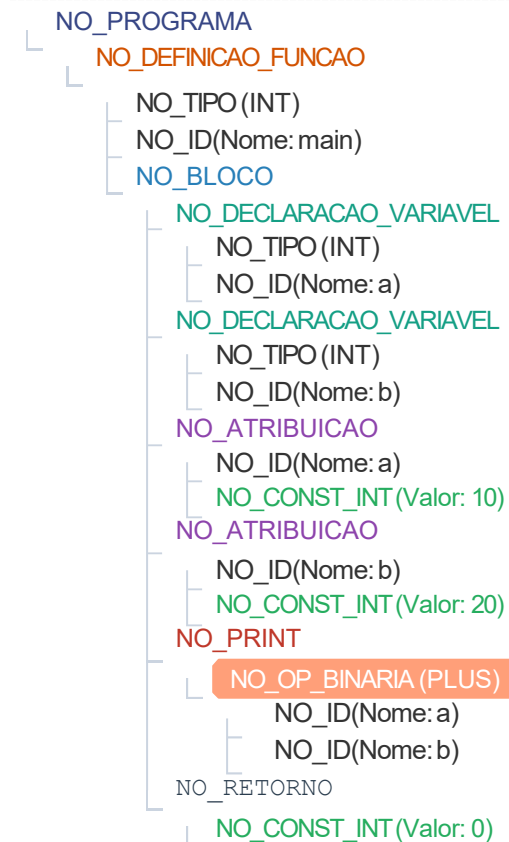 NO_PROGRAMA
NO_DEFINICAO_FUNCAO
NO_TIPO (INT)
NO_ID(Nome: main)
NO_BLOCO
NO_DECLARACAO_VARIAVEL
NO_TIPO (INT)
NO_ID(Nome: a)
NO_DECLARACAO_VARIAVEL
NO_TIPO (INT)
NO_ID(Nome: b)
NO_ATRIBUICAO
NO_ID(Nome: a)
NO_CONST_INT (Valor: 10)
NO_ATRIBUICAO
NO_ID(Nome: b)
NO_CONST_INT (Valor: 20)
NO_PRINT
NO_OP_BINARIA (PLUS)
NO_ID(Nome: a)
NO_ID(Nome: b)
NO_RETORNO
NO_CONST_INT (Valor: 0)